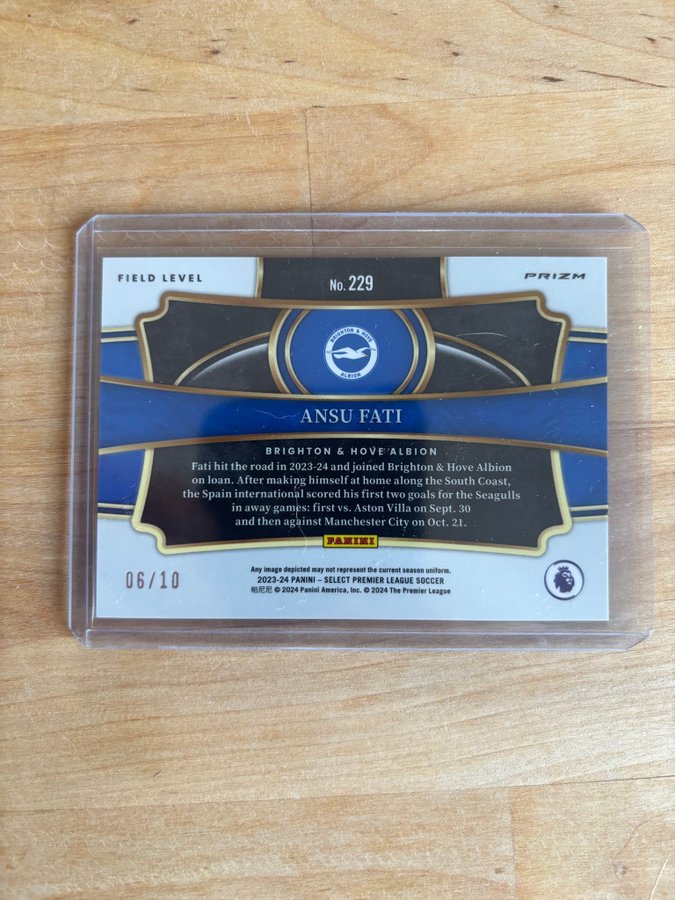 FIELD LEVEL
No. 229
PRIZM
BRIGHTON & HOVE
ALBION
ANSU FATI
BRIGHTON & HOVE ALBION
Fati hit the road in 2023-24 and joined Brighton & Hove Albion
on loan. After making himself at home along the South Coast,
the Spain international scored his first two goals for the Seagulls
in away games: first vs. Aston Villa on Sept. 30
and then against Manchester City on Oct. 21.
PANINI
06/10
Any image depicted may not represent the current season uniform.
2023-24 PANINI – SELECT PREMIER LEAGUE SOCCER
帕尼尼 © 2024 Panini America, Inc. © 2024 The Premier League